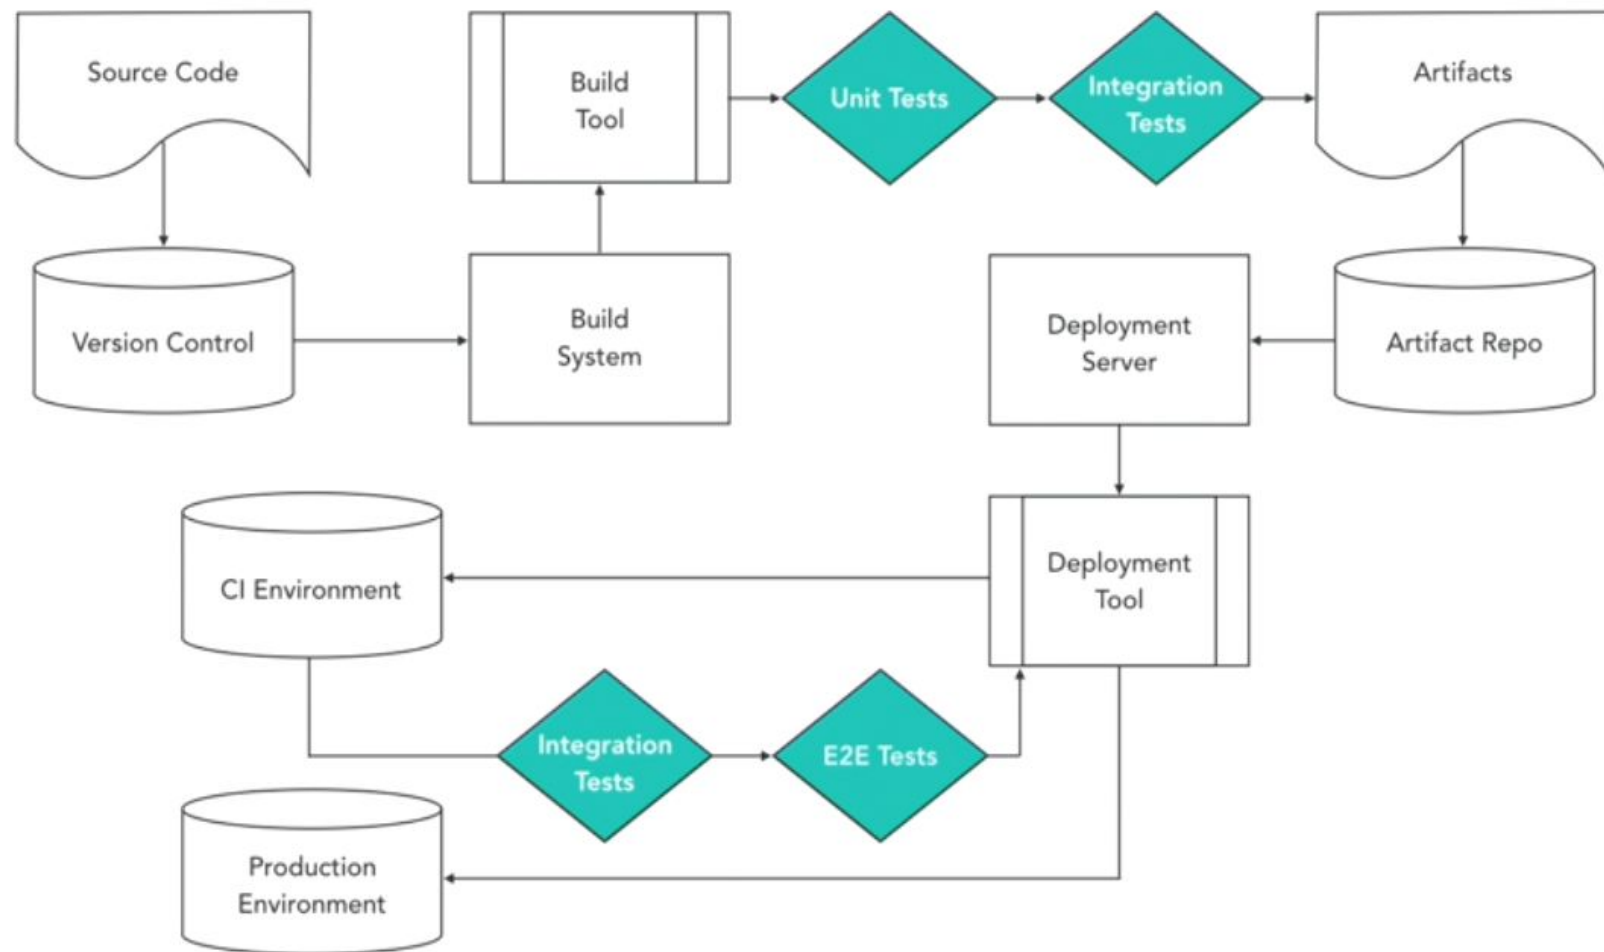 Source Code
Build
Tool
Unit Tests
Integration
Tests
Artifacts
Version Control
Build
System
Deployment
Server
Artifact Repo
CI Environment
Deployment
Tool
Integration
Tests
E2E Tests
Production
Environment